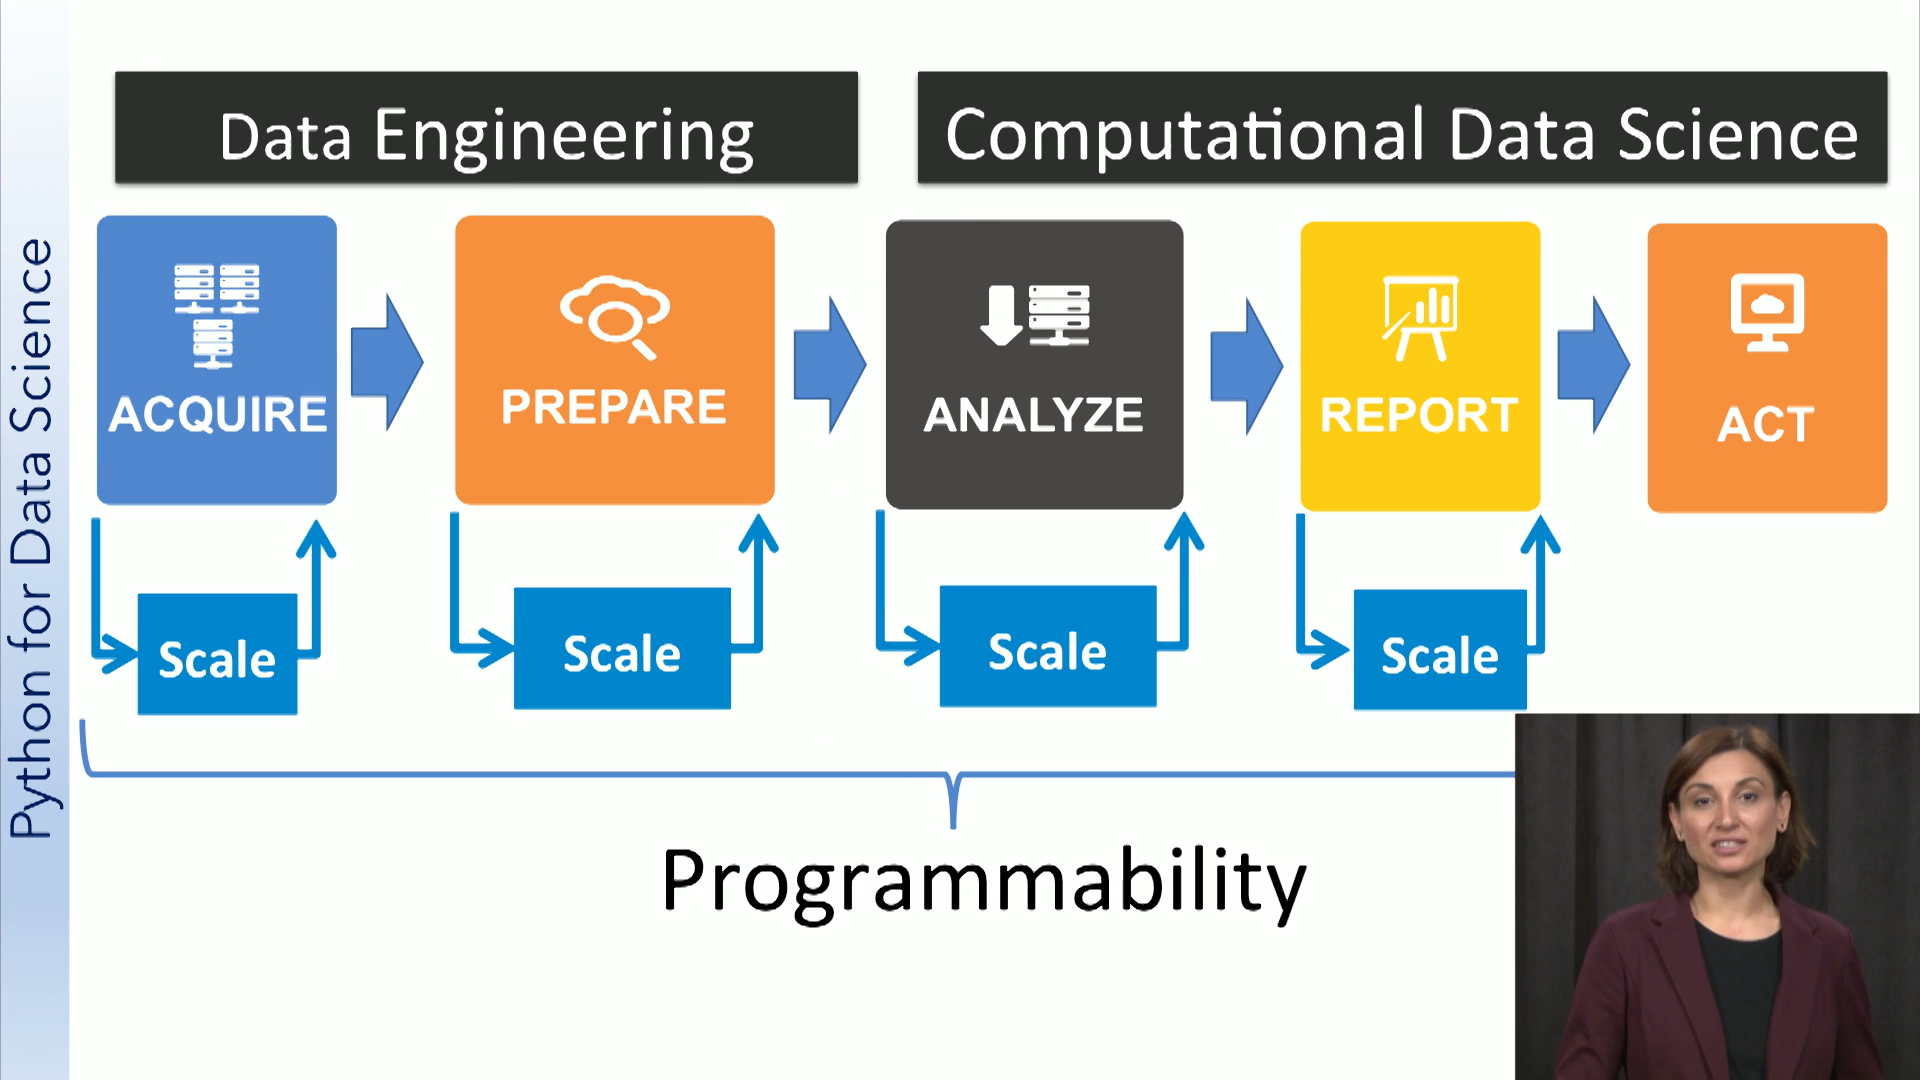 Python for Data Science
Data Engineering
Computational Data Science
ACQUIRE
PREPARE
ANALYZE
REPORT
ACT
Scale
Scale
Scale
Scale
Programmability